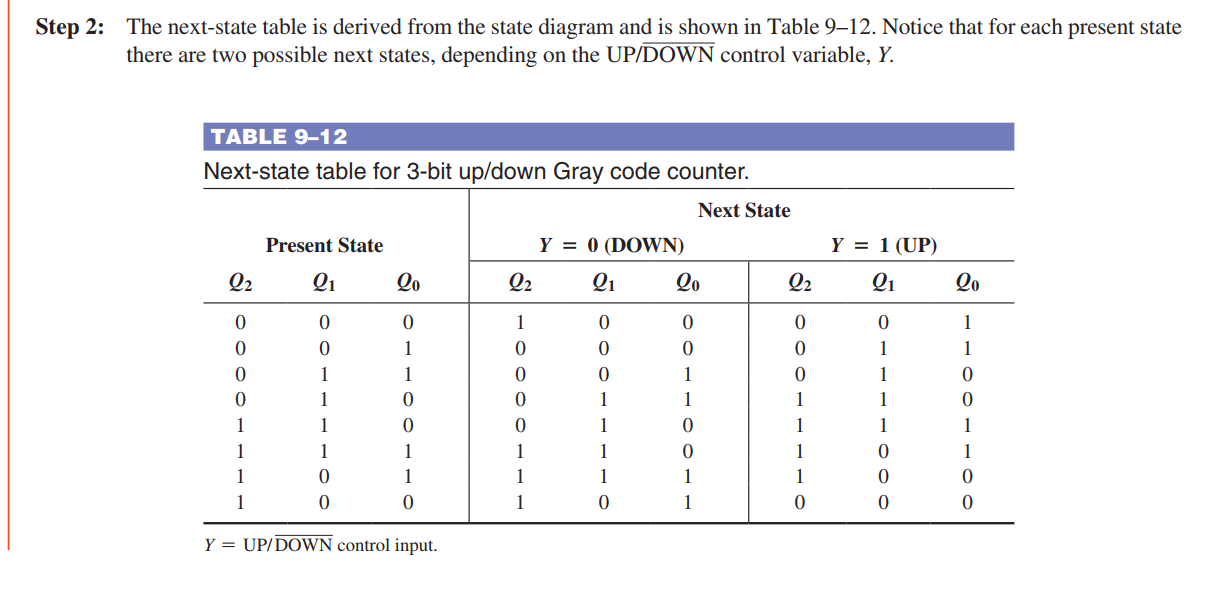 Step 2: The next-state table is derived from the state diagram and is shown in Table 9–12. Notice that for each present state
there are two possible next states, depending on the UP/D̅O̅W̅N̅ control variable, Y.
TABLE 9–12
Next-state table for 3-bit up/down Gray code counter.
Next State
Present State Y = 0 (DOWN) Y = 1 (UP)
Q₂ Q₁ Q₀ Q₂ Q₁ Q₀ Q₂ Q₁ Q₀
0 0 0 1 0 0 0 0 1
0 0 1 0 0 0 0 1 1
0 1 1 0 0 1 0 1 0
0 1 0 0 1 1 1 1 0
1 1 0 0 1 0 1 1 1
1 1 1 1 1 0 1 0 1
1 0 1 1 1 1 1 0 0
1 0 0 1 0 1 0 0 0
Y = UP/D̅O̅W̅N̅ control input.